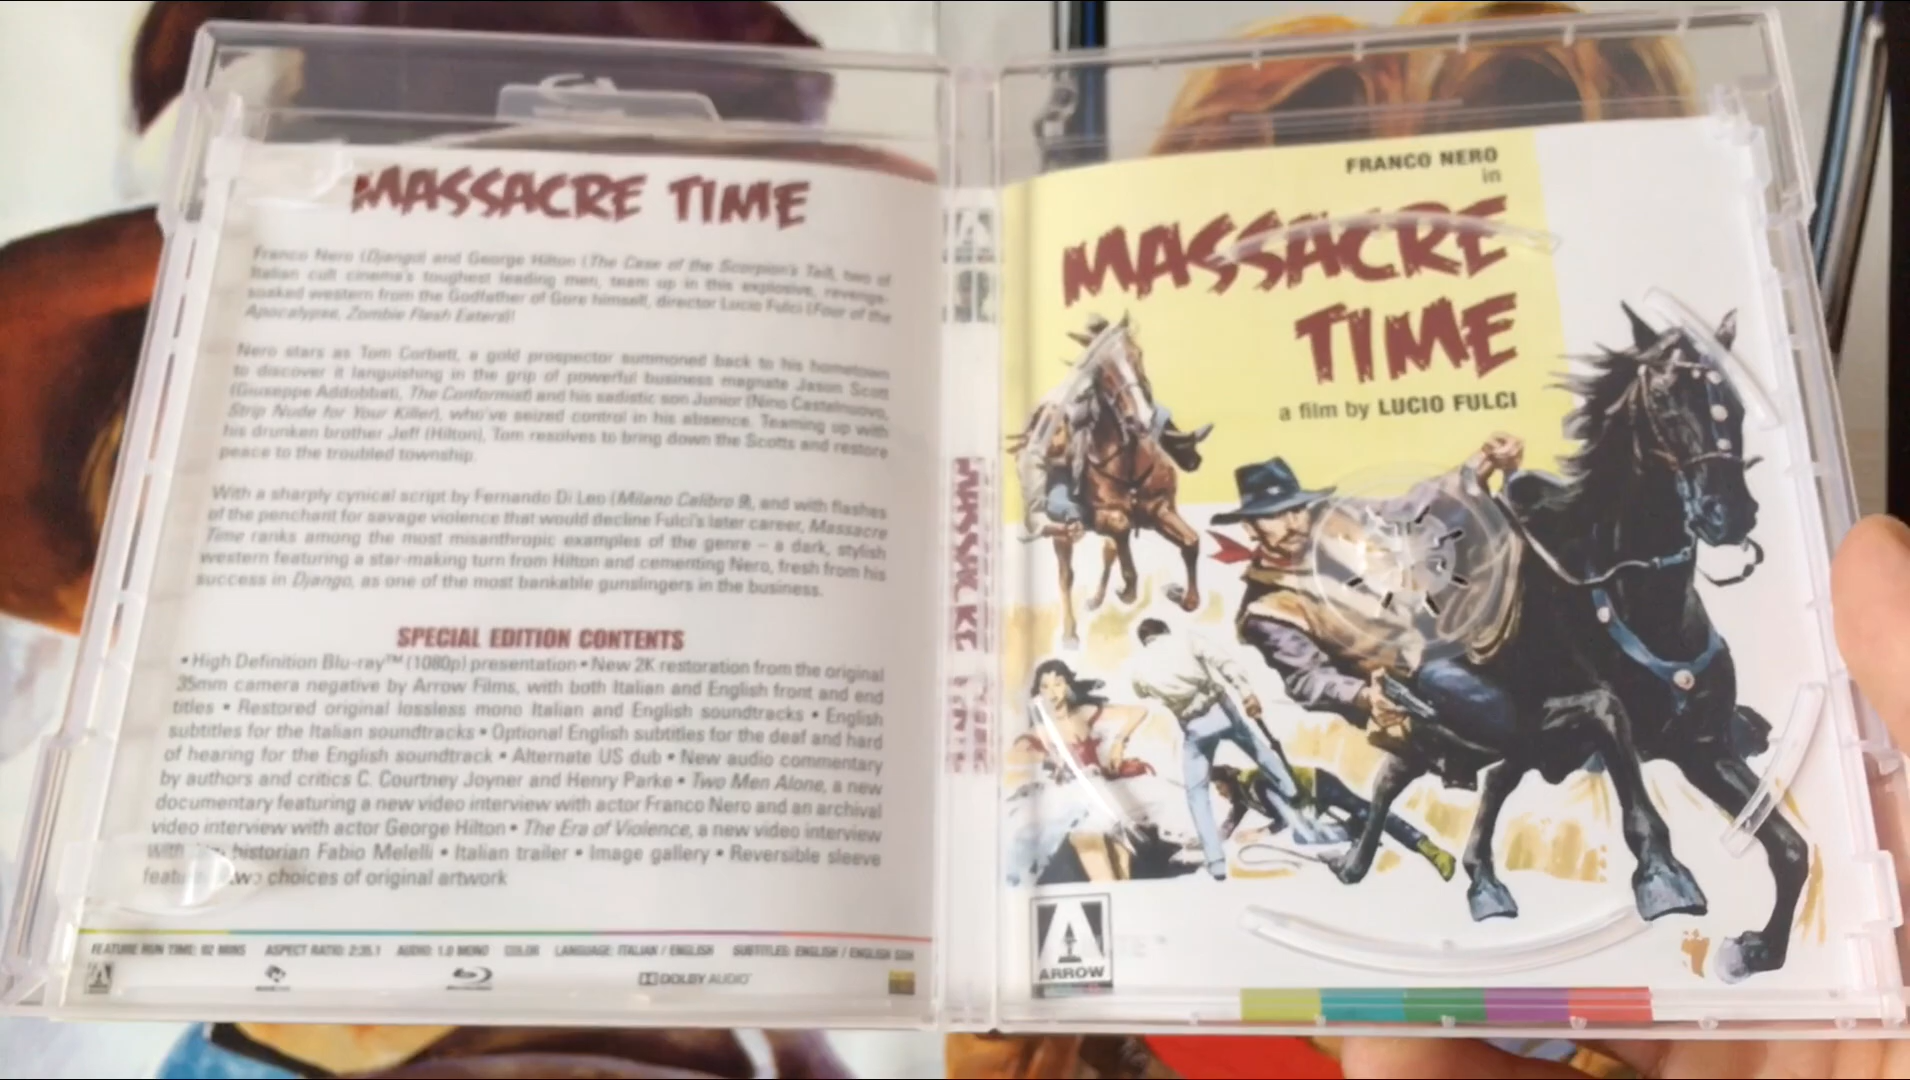 MASSACRE TIME
Franco Nero (Django) and George Hilton (The Case of the Scorpion's Tail), two of
Italian cult cinema's toughest leading men, team up in this explosive, revenge-
soaked western from the Godfather of Gore himself, director Lucio Fulci (Four of the
Apocalypse, Zombie Flesh Eaters)!
Nero stars as Tom Corbett, a gold prospector summoned back to his hometown
to discover it languishing in the grip of powerful business magnate Jason Scott
(Giuseppe Addobbati, The Conformist) and his sadistic son Junior (Nino Castelnuovo,
Strip Nude for Your Killer), who've seized control in his absence. Teaming up with
his drunken brother Jeff (Hilton), Tom resolves to bring down the Scotts and restore
peace to the troubled township.
With a sharply cynical script by Fernando Di Leo (Milano Calibro 9), and with flashes
of the penchant for savage violence that would decline Fulci's later career, Massacre
Time ranks among the most misanthropic examples of the genre – a dark, stylish
western featuring a star-making turn from Hilton and cementing Nero, fresh from his
success in Django, as one of the most bankable gunslingers in the business.
SPECIAL EDITION CONTENTS
• High Definition Blu-ray™ (1080p) presentation • New 2K restoration from the original
35mm camera negative by Arrow Films, with both Italian and English front and end
titles • Restored original lossless mono Italian and English soundtracks • English
subtitles for the Italian soundtracks • Optional English subtitles for the deaf and hard
of hearing for the English soundtrack • Alternate US dub • New audio commentary
by authors and critics C. Courtney Joyner and Henry Parke • Two Men Alone, a new
documentary featuring a new video interview with actor Franco Nero and an archival
video interview with actor George Hilton • The Era of Violence, a new video interview
with historian Fabio Melelli • Italian trailer • Image gallery • Reversible sleeve
two choices of original artwork
FEATURE RUN TIME: 92 MINS ASPECT RATIO: 2:35.1 AUDIO: 1.0 MONO COLOR LANGUAGE: ITALIAN / ENGLISH SUBTITLES: ENGLISH / ENGLISH SDH
DOLBY AUDIO
MASSACRE TIME
FRANCO NERO
in
MASSACRE
TIME
a film by LUCIO FULCI
ARROW